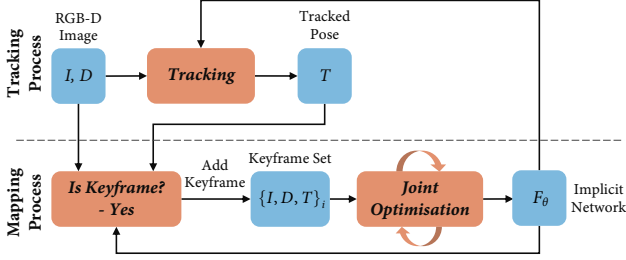 RGB-D
Image
Tracked
Pose
Tracking
Process
I, D
Tracking
T
Mapping
Process
Is Keyframe?
- Yes
Add
Keyframe
Keyframe Set
{I, D, T}i
Joint
Optimisation
Fθ
Implicit
Network